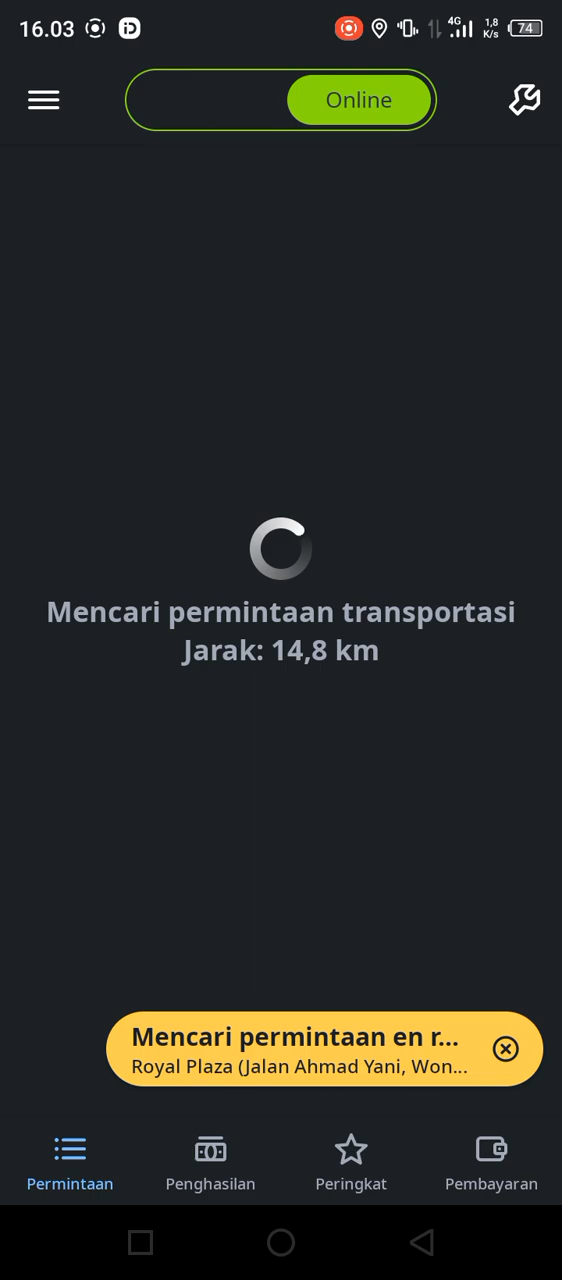 16.03
4G
1,8
K/s
74
Online
Mencari permintaan transportasi
Jarak: 14,8 km
Mencari permintaan en r...
Royal Plaza (Jalan Ahmad Yani, Won...
Permintaan
Penghasilan
Peringkat
Pembayaran